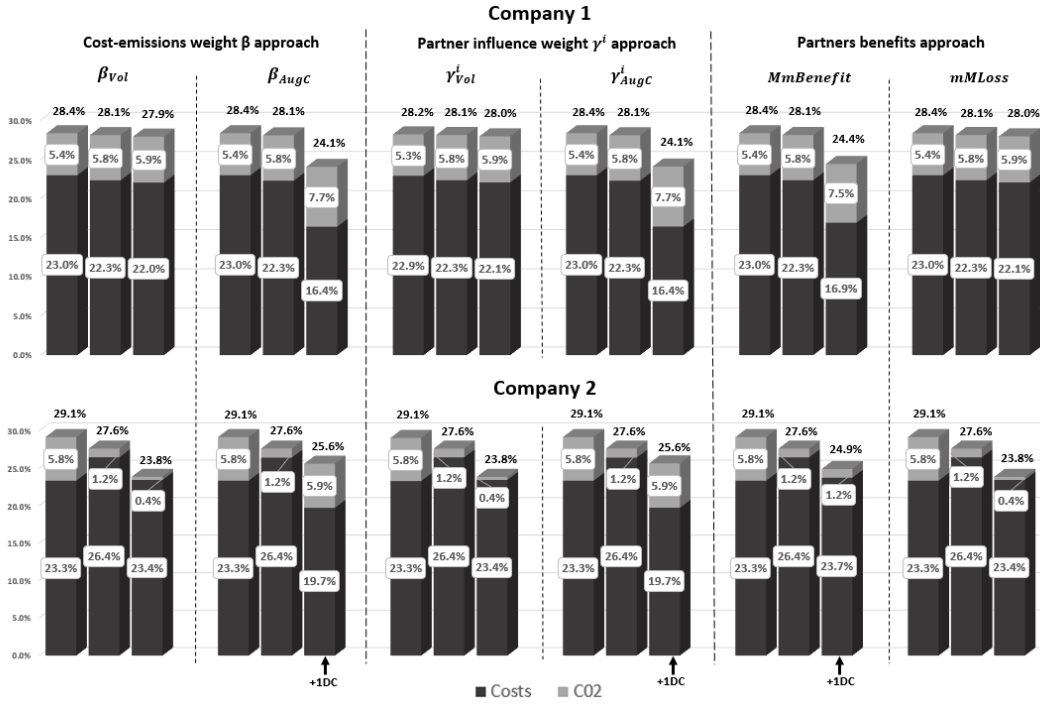 Company 1
Cost-emissions weight β approach
Partner influence weight γ^i approach
Partners benefits approach
β_Vol
β_AugC
γ^i_Vol
γ^i_AugC
MmBenefit
mMLoss
28.4% 28.1% 27.9%
28.4% 28.1% 24.1%
28.2% 28.1% 28.0%
28.4% 28.1% 24.1%
28.4% 28.1% 24.4%
28.4% 28.1% 28.0%
30.0%
25.0%
20.0%
15.0%
10.0%
5.0%
0.0%
5.4% 5.8% 5.9%
5.4% 5.8% 7.7%
5.3% 5.8% 5.9%
5.4% 5.8% 7.7%
5.4% 5.8% 7.5%
5.4% 5.8% 5.9%
23.0% 22.3% 22.0%
23.0% 22.3% 16.4%
22.9% 22.3% 22.1%
23.0% 22.3% 16.4%
23.0% 22.3% 16.9%
23.0% 22.3% 22.1%
Company 2
29.1% 27.6% 23.8%
29.1% 27.6% 25.6%
29.1% 27.6% 23.8%
29.1% 27.6% 25.6%
29.1% 27.6% 24.9%
29.1% 27.6% 23.8%
30.0%
25.0%
20.0%
15.0%
10.0%
5.0%
0.0%
5.8% 1.2% 0.4%
5.8% 1.2% 5.9%
5.8% 1.2% 0.4%
5.8% 1.2% 5.9%
5.8% 1.2% 1.2%
5.8% 1.2% 0.4%
23.3% 26.4% 23.4%
23.3% 26.4% 19.7%
23.3% 26.4% 23.4%
23.3% 26.4% 19.7%
23.3% 26.4% 23.7%
23.3% 26.4% 23.4%
+1DC
+1DC
+1DC
Costs
C02